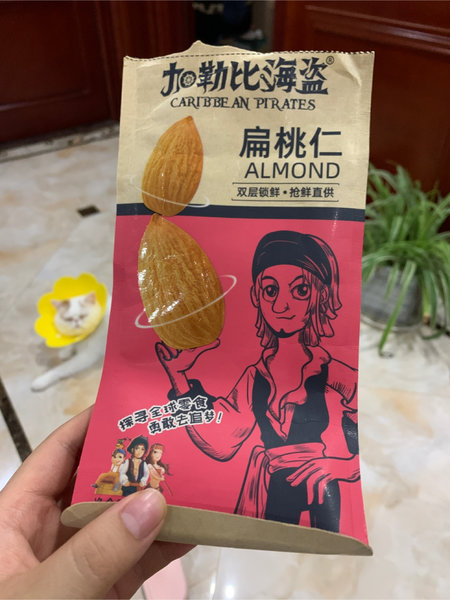 加勒比海盗®
CARIBBEAN PIRATES
扁桃仁
ALMOND
双层锁鲜·抢鲜直供
探寻全球零食
勇敢去追梦!